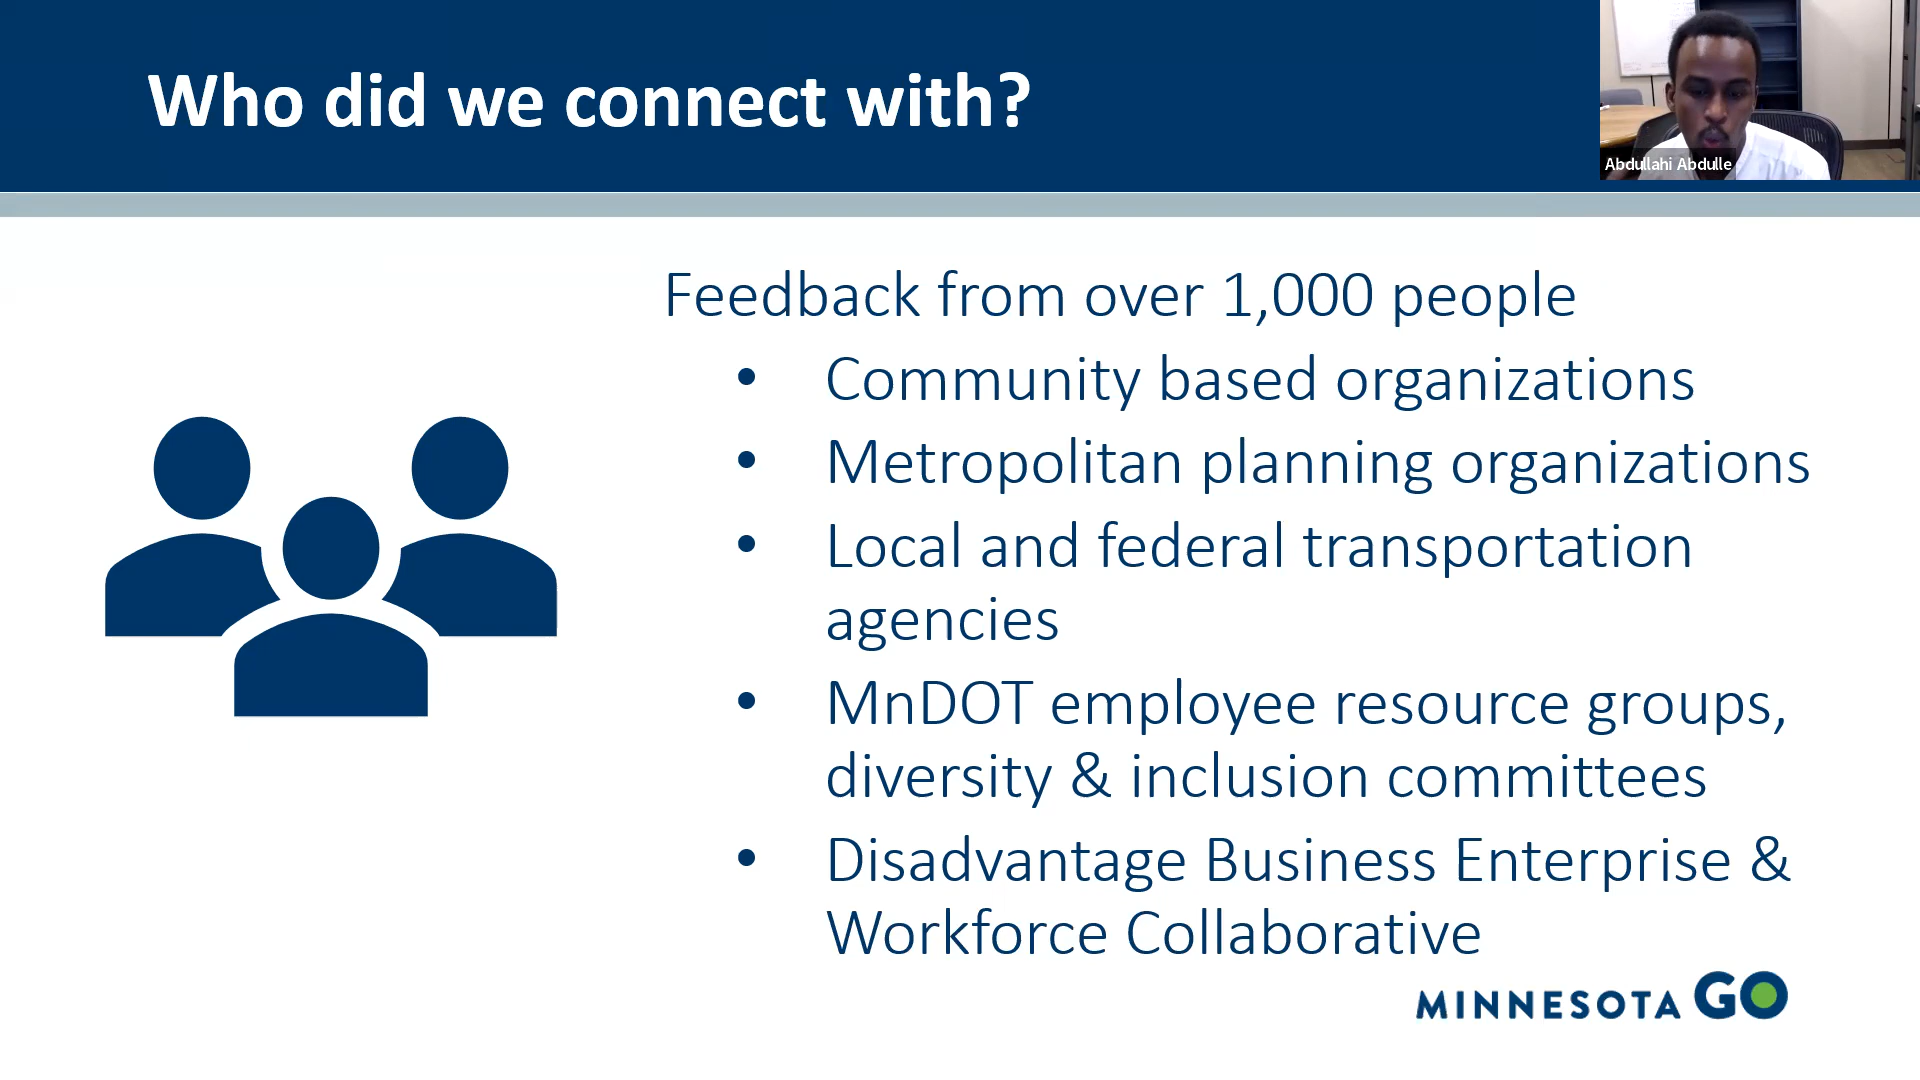 Who did we connect with?
Abdullahi Abdulle
Feedback from over 1,000 people
• Community based organizations
• Metropolitan planning organizations
• Local and federal transportation
agencies
• MnDOT employee resource groups,
diversity & inclusion committees
• Disadvantage Business Enterprise &
Workforce Collaborative
MINNESOTA GO